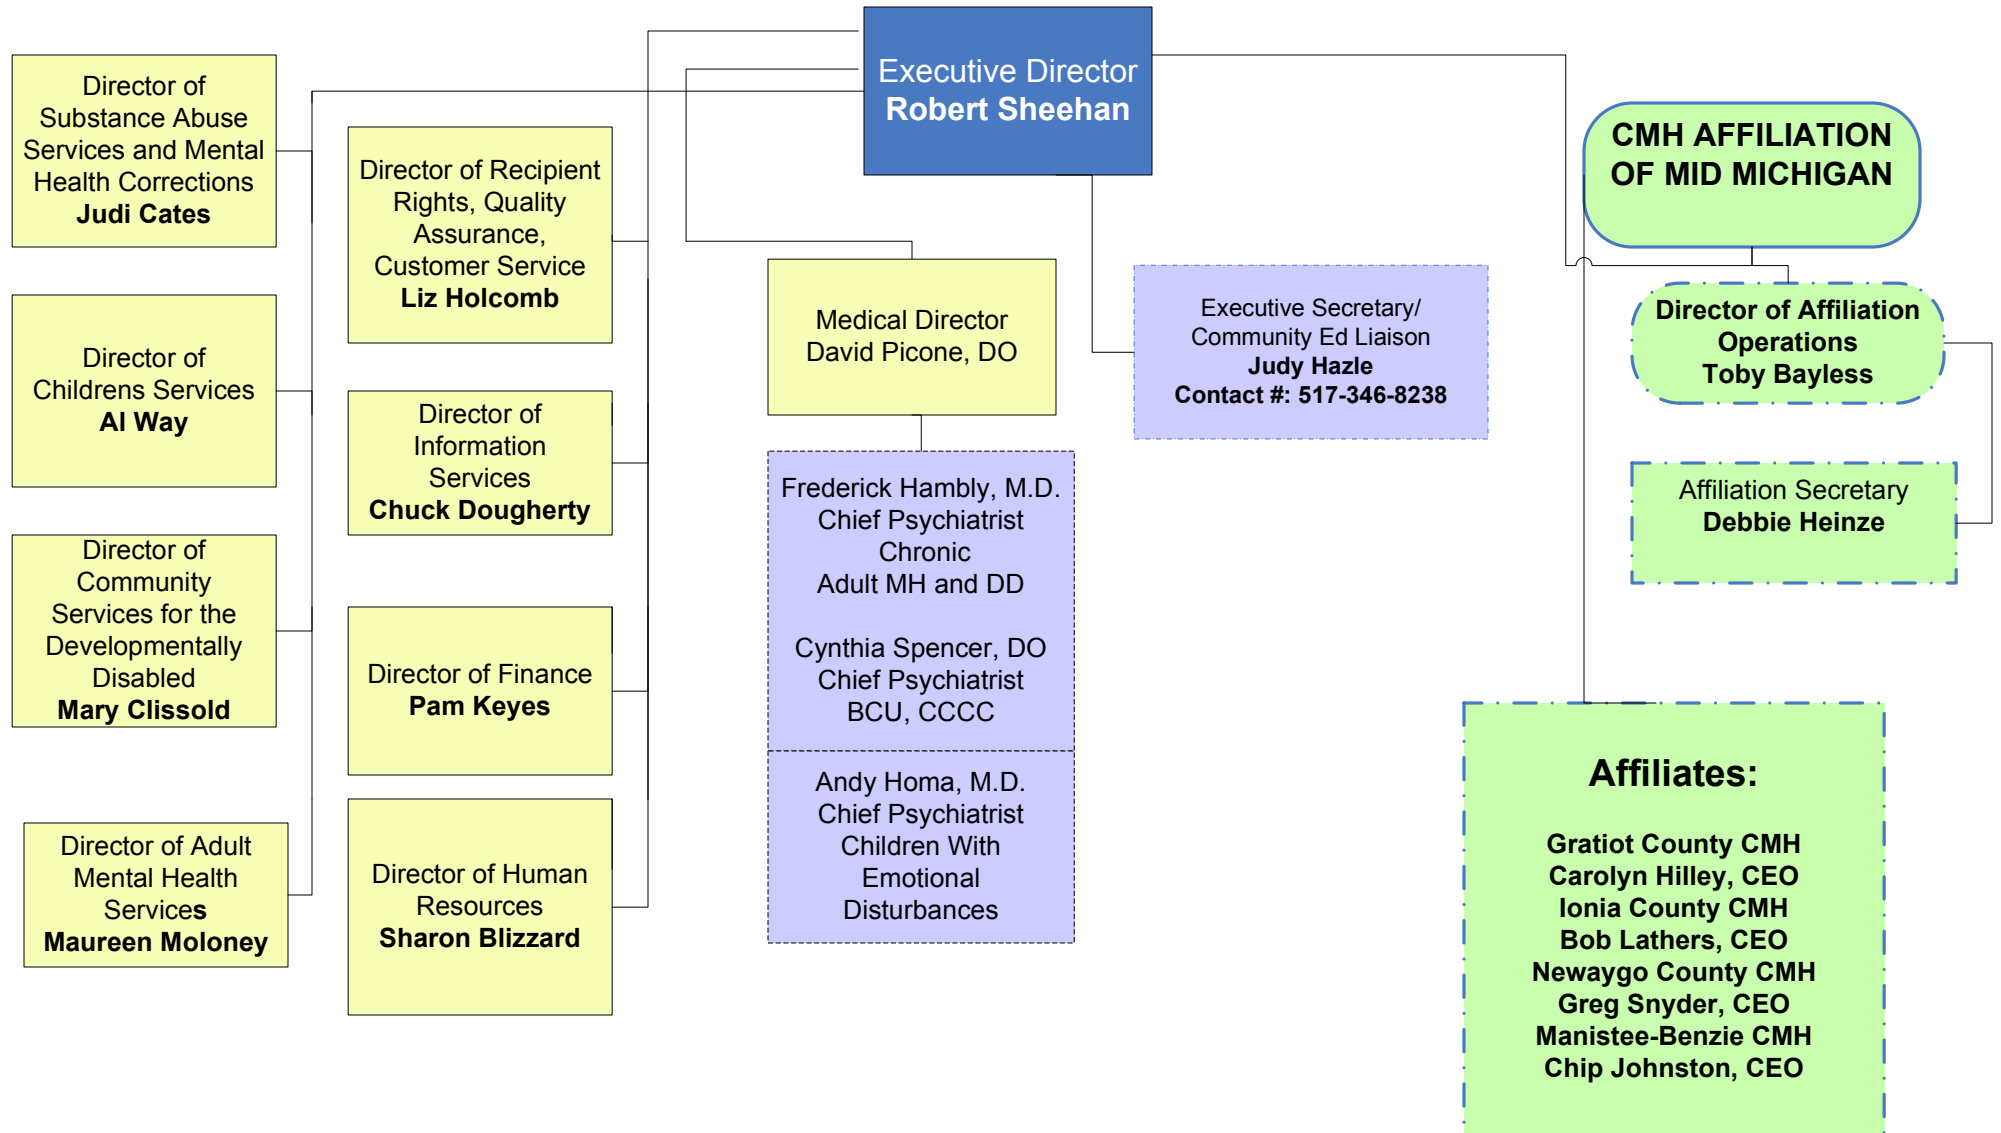 Executive Director
Robert Sheehan
Director of
Substance Abuse
Services and Mental
Health Corrections
Judi Cates
Director of
Childrens Services
Al Way
Director of
Community
Services for the
Developmentally
Disabled
Mary Clissold
Director of Adult
Mental Health
Services
Maureen Moloney
Director of Recipient
Rights, Quality
Assurance,
Customer Service
Liz Holcomb
Director of
Information
Services
Chuck Dougherty
Director of Finance
Pam Keyes
Director of Human
Resources
Sharon Blizzard
Medical Director
David Picone, DO
Frederick Hambly, M.D.
Chief Psychiatrist
Chronic
Adult MH and DD
Cynthia Spencer, DO
Chief Psychiatrist
BCU, CCCC
Andy Homa, M.D.
Chief Psychiatrist
Children With
Emotional
Disturbances
Executive Secretary/
Community Ed Liaison
Judy Hazle
Contact #: 517-346-8238
CMH AFFILIATION
OF MID MICHIGAN
Director of Affiliation
Operations
Toby Bayless
Affiliation Secretary
Debbie Heinze
Affiliates:
Gratiot County CMH
Carolyn Hilley, CEO
Ionia County CMH
Bob Lathers, CEO
Newaygo County CMH
Greg Snyder, CEO
Manistee-Benzie CMH
Chip Johnston, CEO